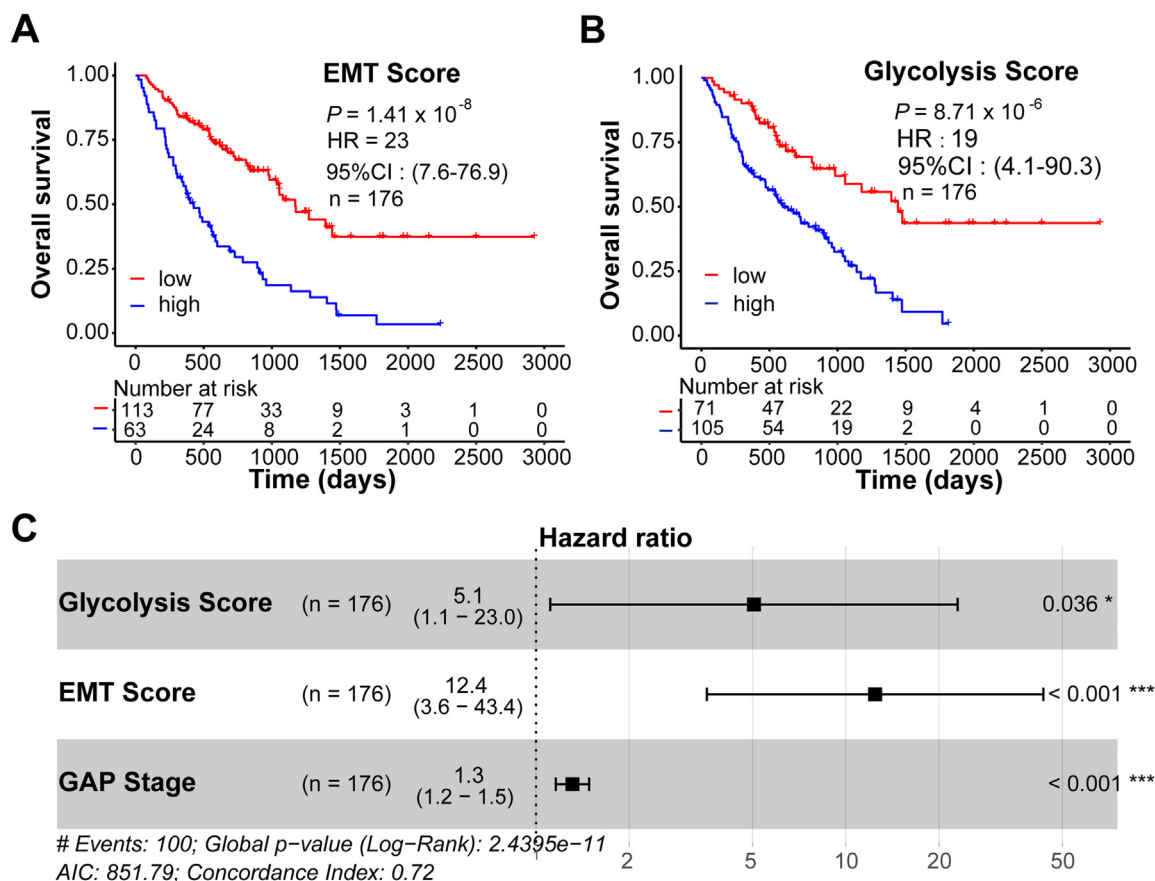 A
EMT Score
P = 1.41 x 10 -8
HR = 23
95%CI : (7.6-76.9)
n = 176
Overall survival
1.00
0.75
0.50
0.25
0.00
low
high
0 500 1000 1500 2000 2500 3000
Number at risk
113 77 33 9 3 1 0
63 24 8 2 1 0 0
0 500 1000 1500 2000 2500 3000
Time (days)
B
Glycolysis Score
P = 8.71 x 10 -6
HR : 19
95%CI : (4.1-90.3)
n = 176
Overall survival
1.00
0.75
0.50
0.25
0.00
low
high
0 500 1000 1500 2000 2500 3000
Number at risk
71 47 22 9 4 1 0
105 54 19 2 0 0 0
0 500 1000 1500 2000 2500 3000
Time (days)
C
Hazard ratio
Glycolysis Score (n = 176) 5.1 0.036 *
(1.1 − 23.0)
EMT Score (n = 176) 12.4 < 0.001 ***
(3.6 − 43.4)
GAP Stage (n = 176) 1.3 < 0.001 ***
(1.2 − 1.5)
# Events: 100; Global p−value (Log−Rank): 2.4395e−11
AIC: 851.79; Concordance Index: 0.72
2 5 10 20 50